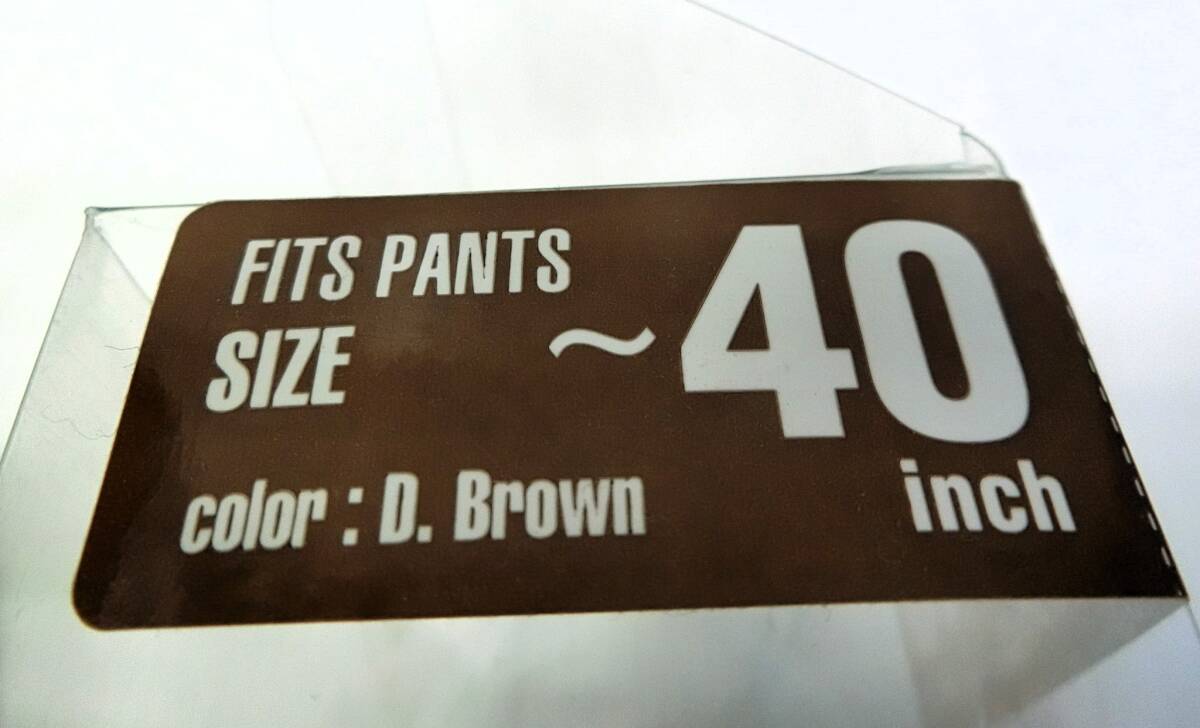 FITS PANTS
SIZE ~40
inch
color : D. Brown